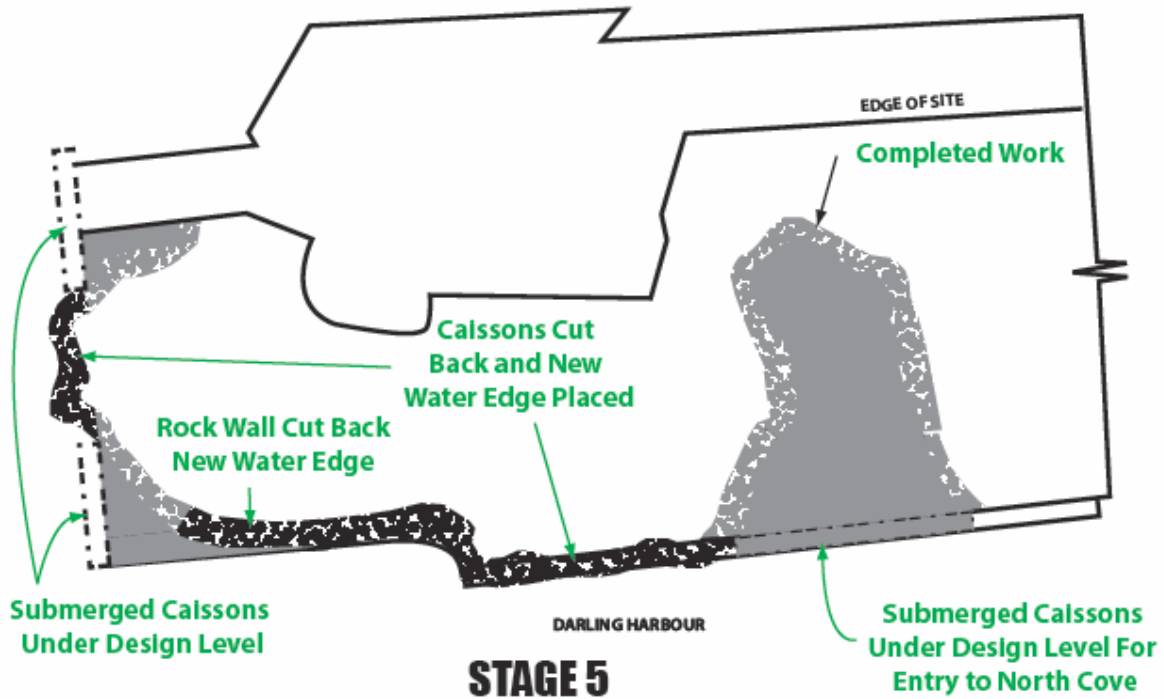 EDGE OF SITE
Completed Work
Caissons Cut
Back and New
Water Edge Placed
Rock Wall Cut Back
New Water Edge
Submerged Caissons
Under Design Level
DARLING HARBOUR
Submerged Caissons
Under Design Level For
Entry to North Cove
STAGE 5